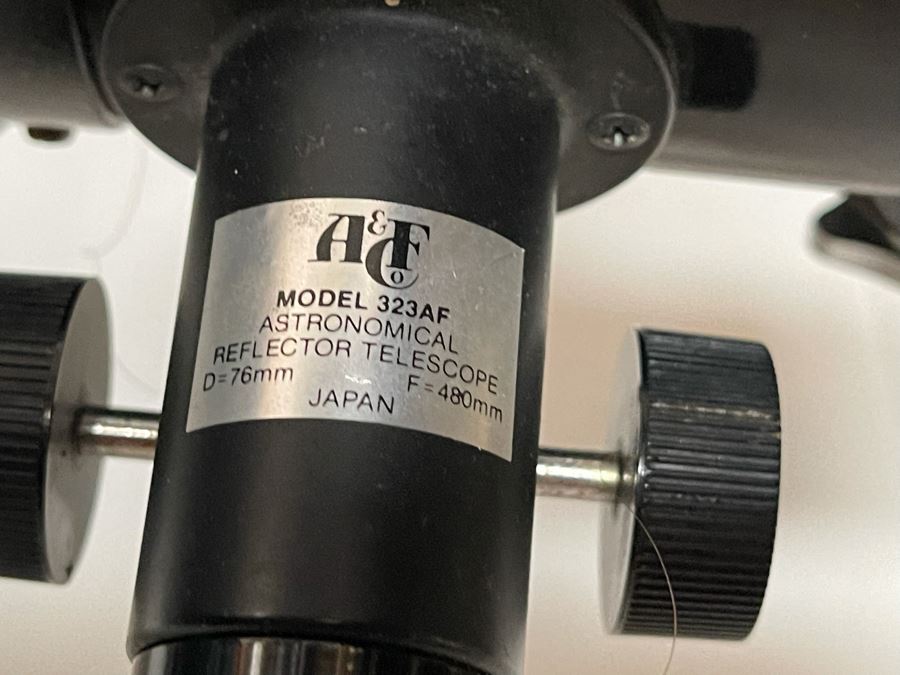 A&F Co
MODEL 323AF
ASTRONOMICAL
REFLECTOR TELESCOPE
D=76mm F=480mm
JAPAN